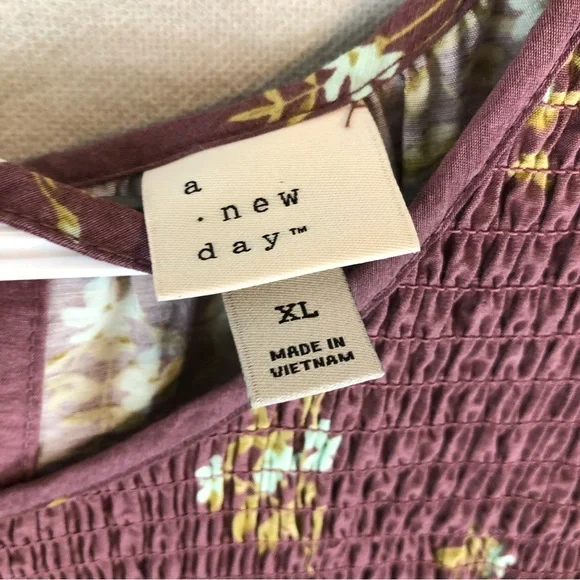 a
. new
day™
XL
MADE IN
VIETNAM